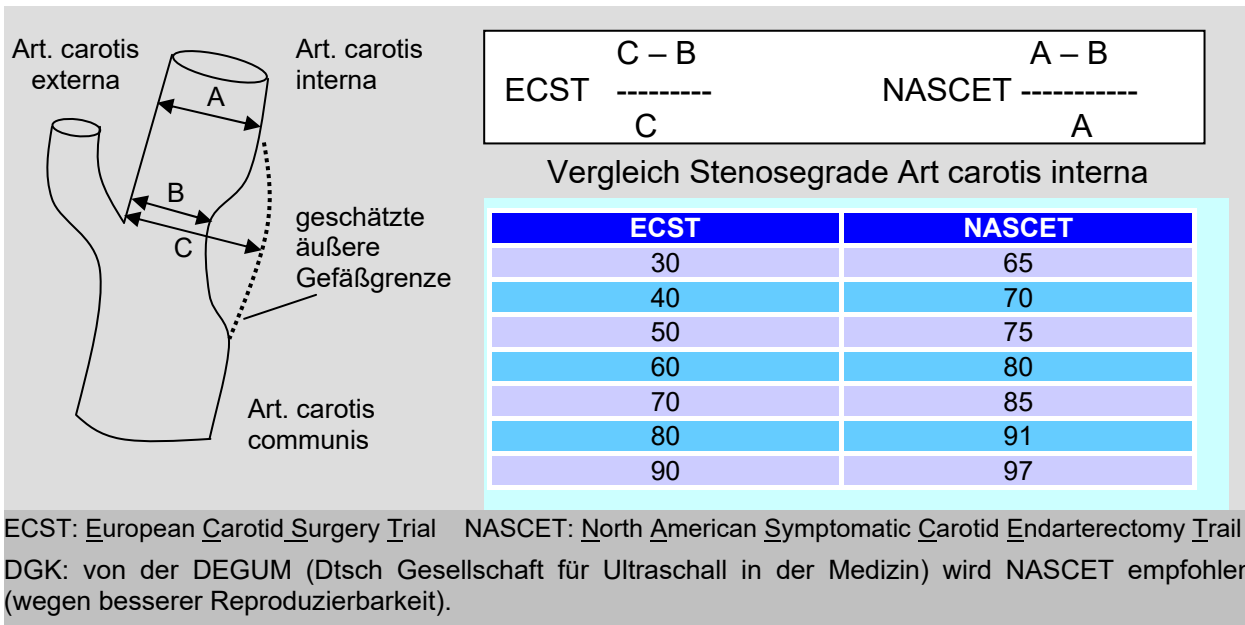 Art. carotis
externa
Art. carotis
interna
A
B
C
geschätzte
äußere
Gefäßgrenze
Art. carotis
communis
C – B
ECST ---------
C
A – B
NASCET -----------
A
Vergleich Stenosegrade Art carotis interna
ECST NASCET
30 65
40 70
50 75
60 80
70 85
80 91
90 97
ECST: European Carotid Surgery Trial NASCET: North American Symptomatic Carotid Endarterectomy Trail
DGK: von der DEGUM (Dtsch Gesellschaft für Ultraschall in der Medizin) wird NASCET empfohlen
(wegen besserer Reproduzierbarkeit).